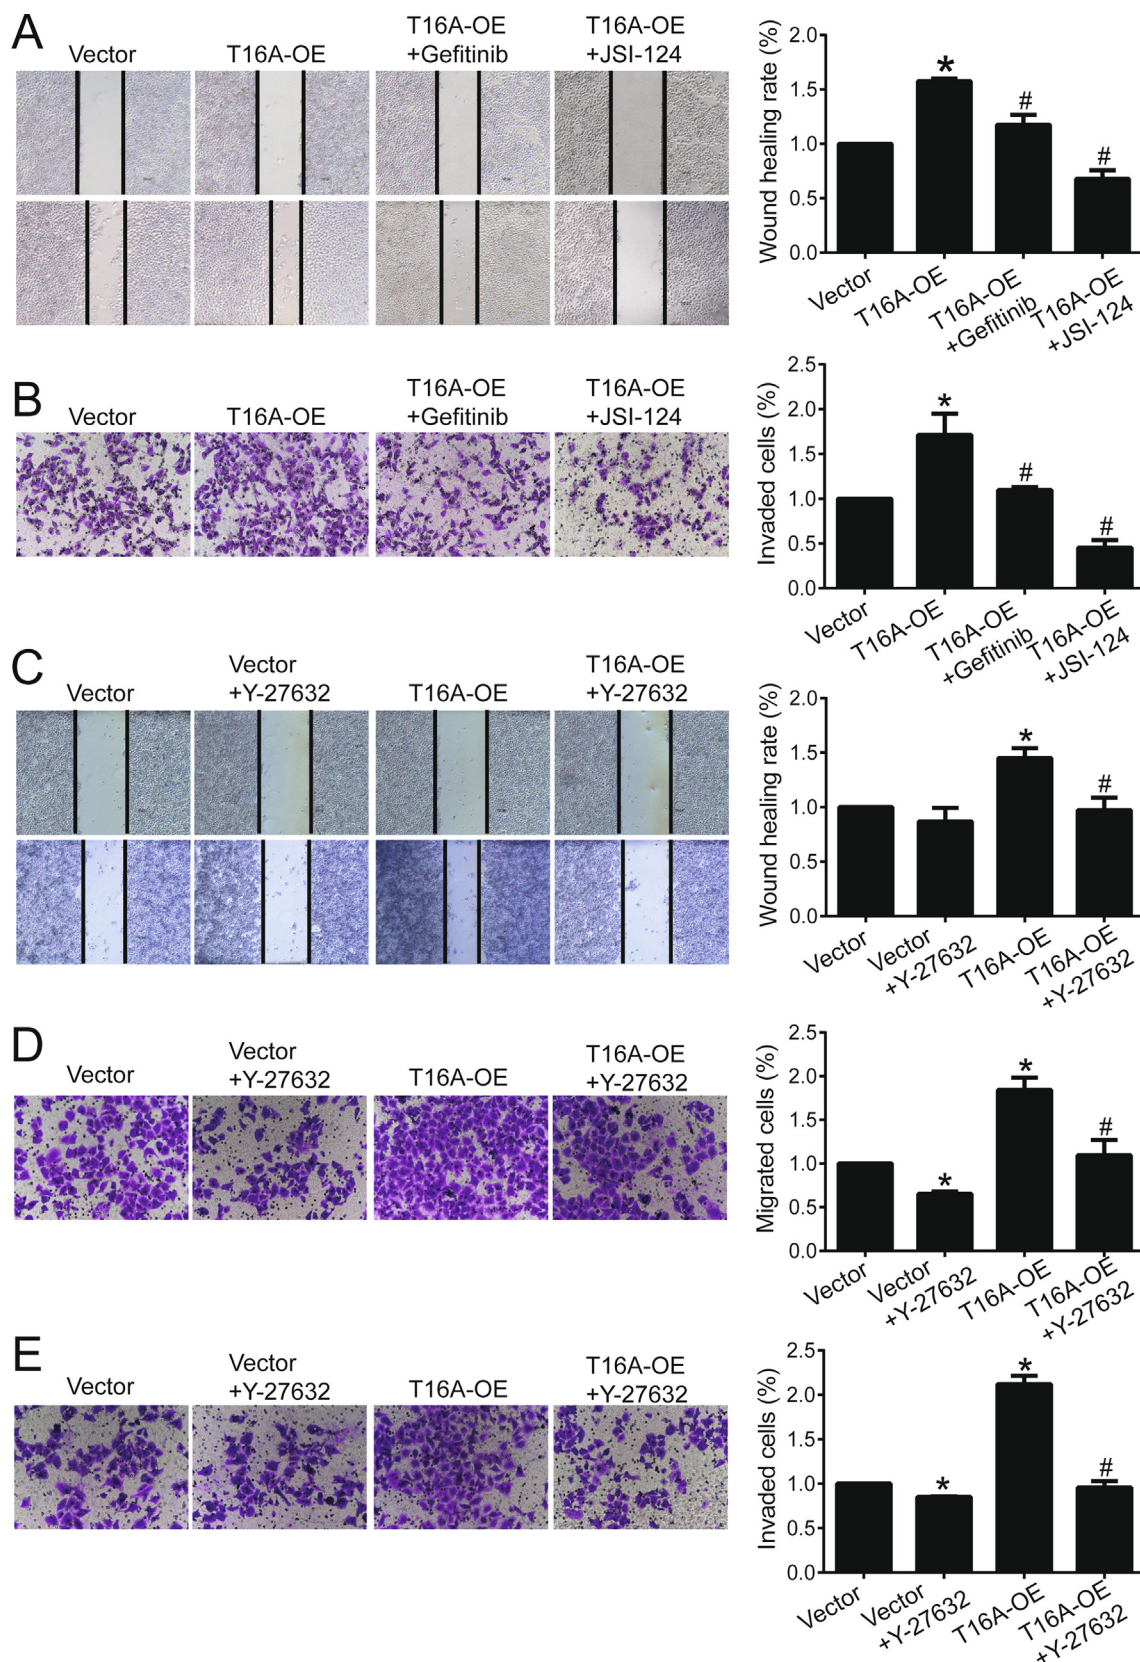 A
Vector
T16A-OE
T16A-OE
+Gefitinib
T16A-OE
+JSI-124
Wound healing rate (%)
2.0
1.5
1.0
0.5
0.0
*
#
#
Vector
T16A-OE
T16A-OE
+Gefitinib
T16A-OE
+JSI-124
B
Vector
T16A-OE
T16A-OE
+Gefitinib
T16A-OE
+JSI-124
Invaded cells (%)
2.5
2.0
1.5
1.0
0.5
0.0
*
#
#
Vector
T16A-OE
T16A-OE
+Gefitinib
T16A-OE
+JSI-124
C
Vector
Vector
+Y-27632
T16A-OE
T16A-OE
+Y-27632
Wound healing rate (%)
2.0
1.5
1.0
0.5
0.0
*
#
Vector
Vector
+Y-27632
T16A-OE
T16A-OE
+Y-27632
D
Vector
Vector
+Y-27632
T16A-OE
T16A-OE
+Y-27632
Migrated cells (%)
2.5
2.0
1.5
1.0
0.5
0.0
*
*
#
Vector
Vector
+Y-27632
T16A-OE
T16A-OE
+Y-27632
E
Vector
Vector
+Y-27632
T16A-OE
T16A-OE
+Y-27632
Invaded cells (%)
2.5
2.0
1.5
1.0
0.5
0.0
*
*
#
Vector
Vector
+Y-27632
T16A-OE
T16A-OE
+Y-27632